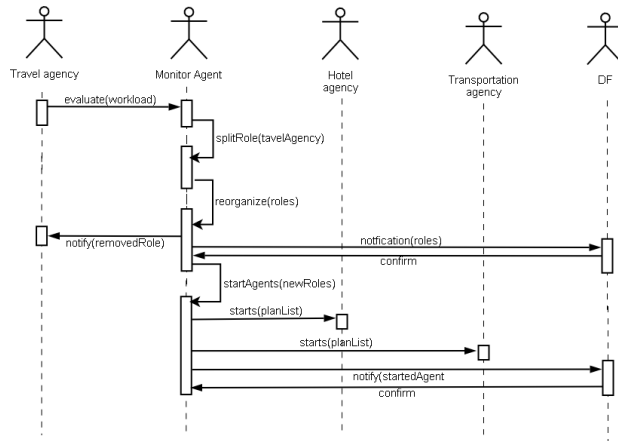 Travel agency
Monitor Agent
Hotel
agency
Transportation
agency
DF
evaluate(workload)
splitRole(tavelAgency)
reorganize(roles)
notify(removedRole)
notfication(roles)
confirm
startAgents(newRoles)
starts(planList)
starts(planList)
notify(startedAgent
confirm